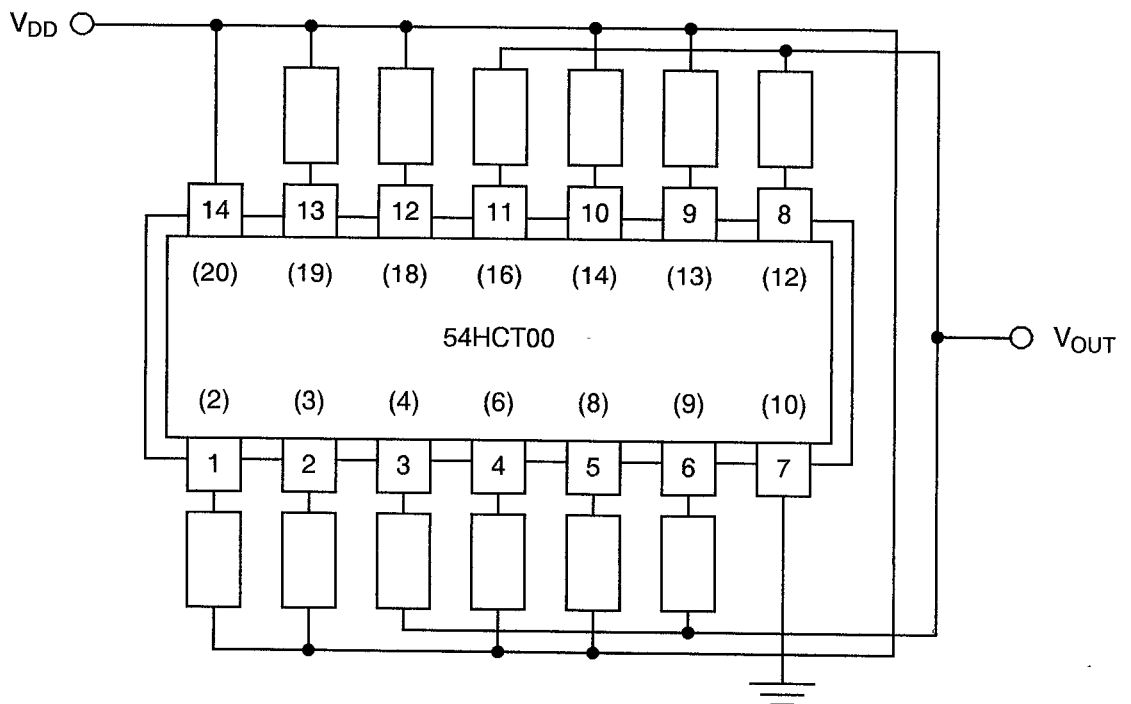 VDD
14 13 12 11 10 9 8
(20) (19) (18) (16) (14) (13) (12)
54HCT00
VOUT
(2) (3) (4) (6) (8) (9) (10)
1 2 3 4 5 6 7